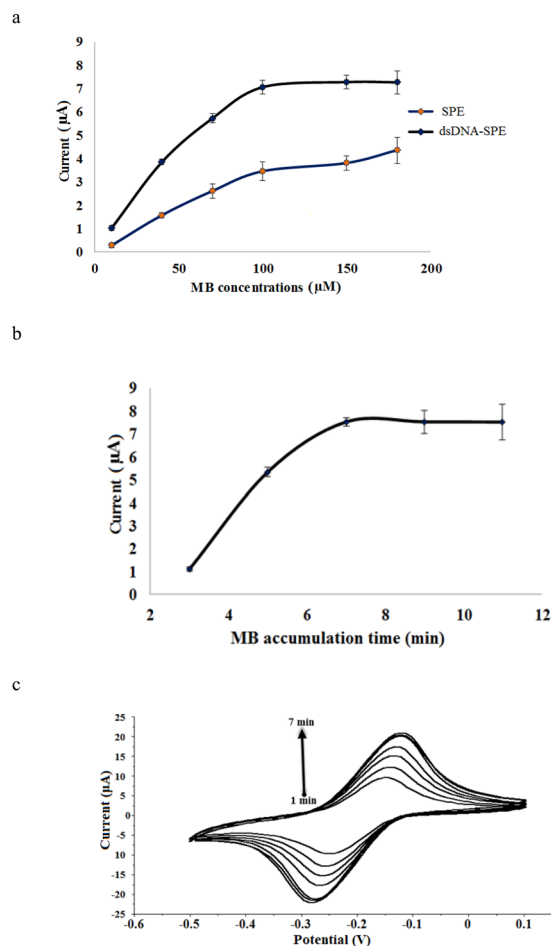 a
9
8
7
6
5
4
3
2
1
0
Current (µA)
SPE
dsDNA-SPE
0 50 100 150 200
MB concentrations (µM)
b
9
8
7
6
5
4
3
2
1
0
Current (µA)
2 4 6 8 10 12
MB accumulation time (min)
c
25
20
15
10
5
0
-5
10
-15
-20
-25
Current (µA)
7 min
1 min
-0.6 -0.5 -0.4 -0.3 -0.2 -0.1 0 0.1
Potential (V)